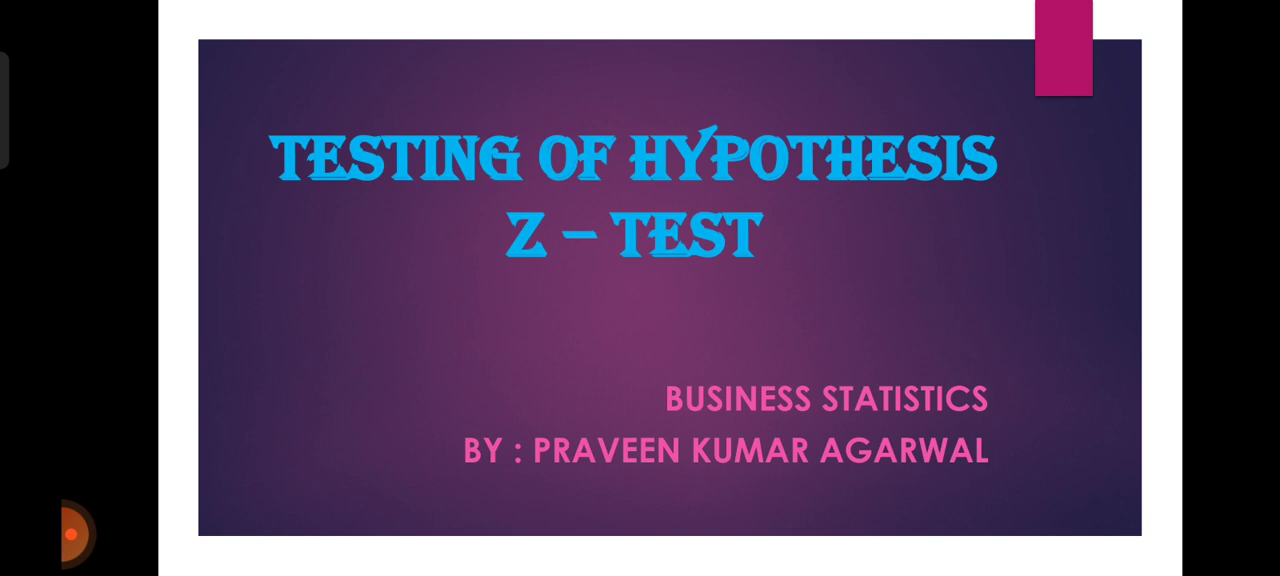 TESTING OF HYPOTHESIS
Z – TEST
BUSINESS STATISTICS
BY : PRAVEEN KUMAR AGARWAL